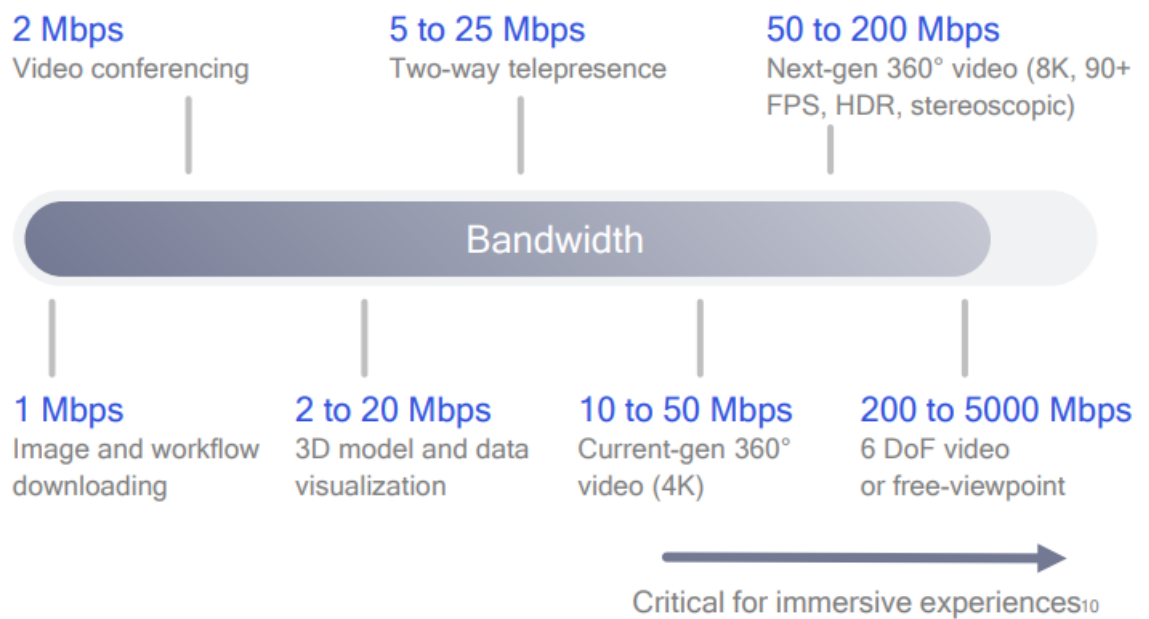 2 Mbps
Video conferencing
5 to 25 Mbps
Two-way telepresence
50 to 200 Mbps
Next-gen 360° video (8K, 90+
FPS, HDR, stereoscopic)
Bandwidth
1 Mbps
Image and workflow
downloading
2 to 20 Mbps
3D model and data
visualization
10 to 50 Mbps
Current-gen 360°
video (4K)
200 to 5000 Mbps
6 DoF video
or free-viewpoint
Critical for immersive experiences10